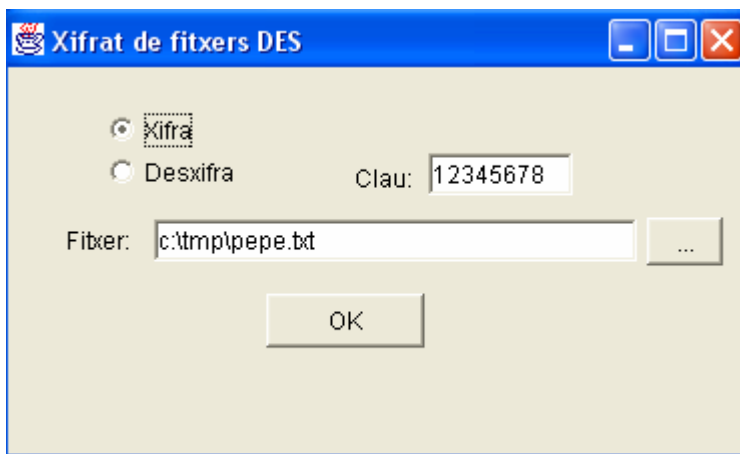 Xifrat de fitxers DES
Xifra
Desxifra
Clau: 12345678
Fitxer: c:\tmp\pepe.txt ...
OK